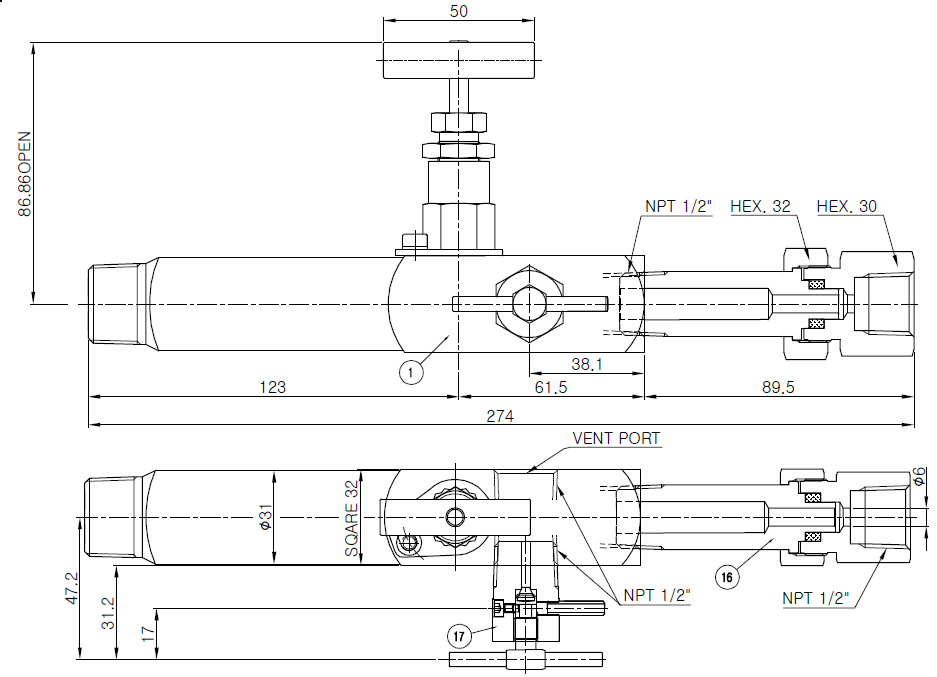 50
86.86OPEN
NPT 1/2"
HEX. 32
HEX. 30
1
38.1
123
61.5
89.5
274
VENT PORT
φ6
φ31
SQARE 32
47.2
31.2
17
16
17
NPT 1/2"
NPT 1/2"